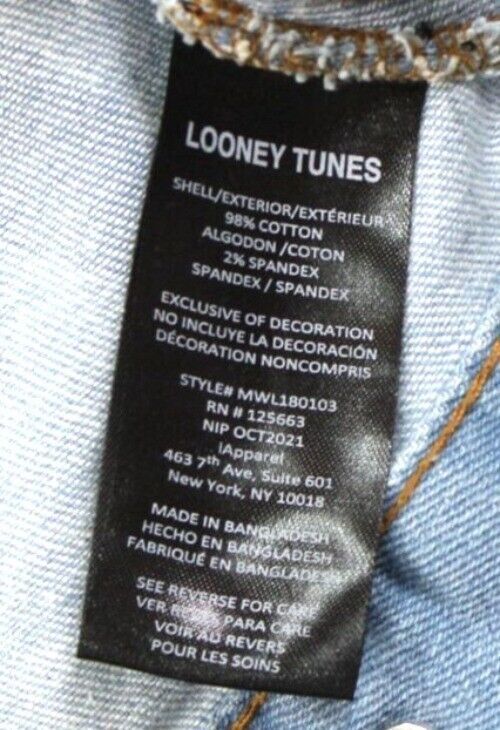 LOONEY TUNES
SHELL/EXTERIOR/EXTÉRIEUR
98% COTTON
ALGODON /COTON
2% SPANDEX
SPANDEX / SPANDEX
EXCLUSIVE OF DECORATION
NO INCLUYE LA DECORACIÓN
DÉCORATION NONCOMPRIS
STYLE# MWL180103
RN # 125663
NIP OCT2021
IApparel
463 7th Ave, Suite 601
New York, NY 10018
MADE IN BANGLADESH
HECHO EN BANGLADESH
FABRIQUÉ EN BANGLADESH
SEE REVERSE FOR CARE
VER PARA CARE
VOIR AU REVERS
POUR LES SOINS